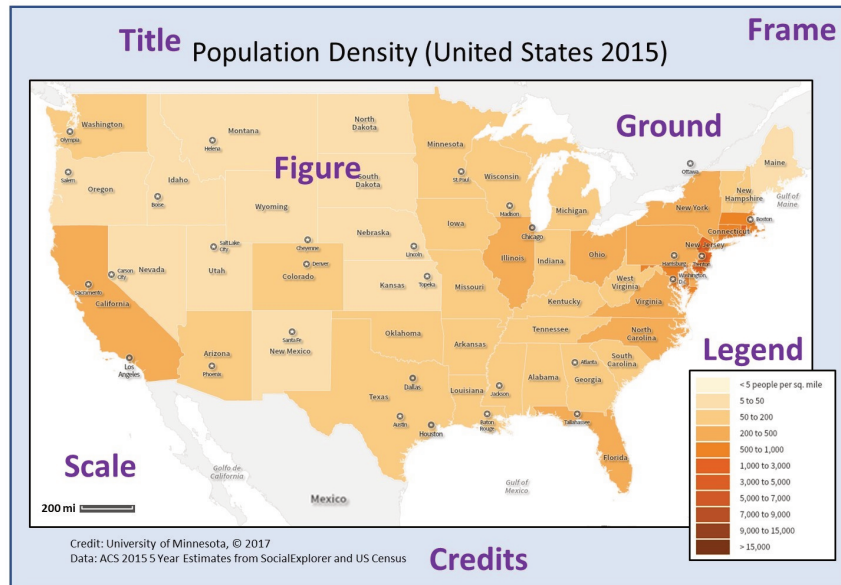 Title
Frame
Population Density (United States 2015)
Ground
Figure
Washington
Olympia
Montana
Helena
North
Dakota
Minnesota
St. Paul
Maine
Ottawa
Oregon
Salem
Idaho
Boise
South
Dakota
Wisconsin
Madison
Michigan
New
Hampshire
Gulf of
Maine
Wyoming
New York
Boston
Iowa
Chicago
Connecticut
Nebraska
Lincoln
Salt Lake
City
Cheyenne
Nevada
Carson
City
Utah
Denver
Colorado
Illinois
Indiana
Ohio
New Jersey
Harrisburg
Trenton
Washington
D.C.
Sacramento
California
Kansas
Topeka
Missouri
West
Virginia
Virginia
Kentucky
Los
Angeles
Arizona
Phoenix
Santa Fe
New Mexico
Oklahoma
Arkansas
Tennessee
North
Carolina
South
Carolina
Atlanta
Dallas
Texas
Louisiana
Jackson
Alabama
Georgia
Austin
Houston
Baton
Rouge
Tallahassee
Florida
Legend
< 5 people per sq. mile
5 to 50
50 to 200
200 to 500
500 to 1,000
1,000 to 3,000
3,000 to 5,000
5,000 to 7,000
7,000 to 9,000
9,000 to 15,000
> 15,000
Scale
Golfo de
California
Mexico
Gulf of
Mexico
200 mi
Credit: University of Minnesota, © 2017
Data: ACS 2015 5 Year Estimates from SocialExplorer and US Census
Credits